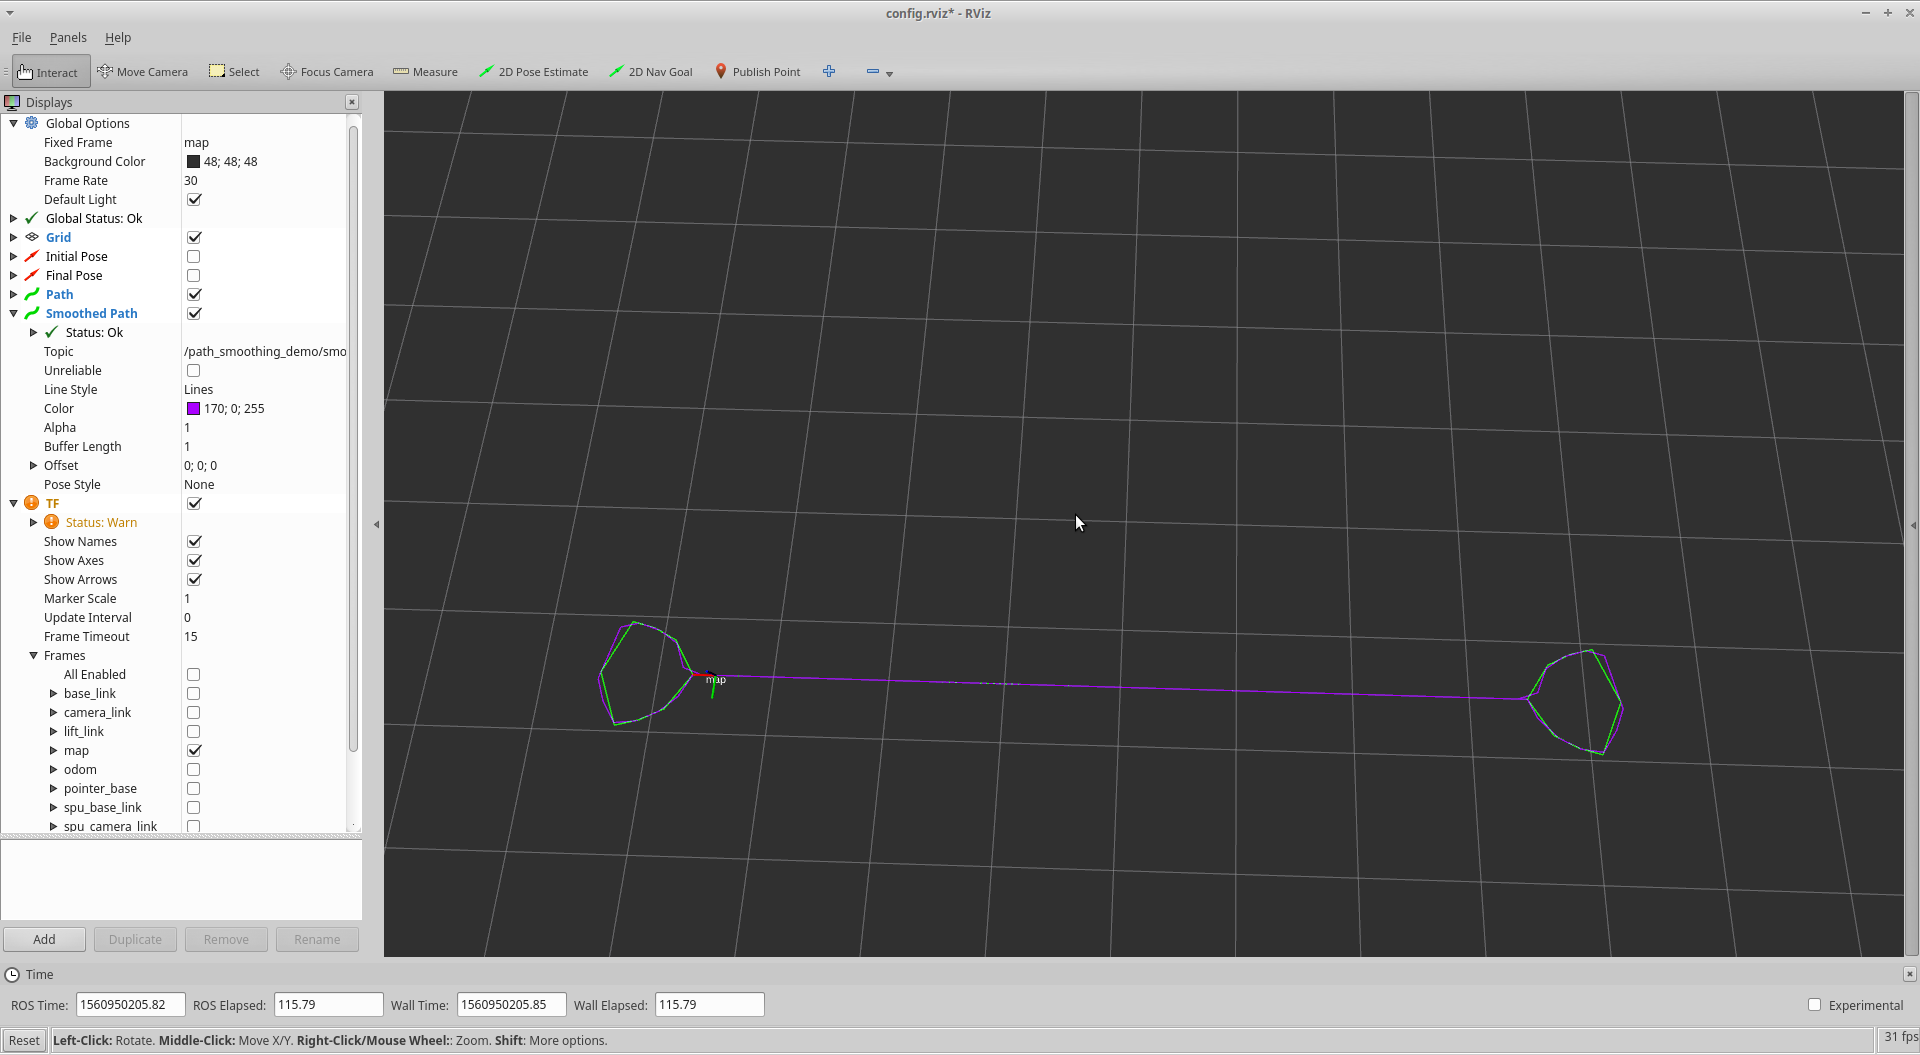 config.rviz* - RViz
File Panels Help
Interact Move Camera Select Focus Camera Measure 2D Pose Estimate 2D Nav Goal Publish Point
Displays
Global Options
Fixed Frame map
Background Color 48; 48; 48
Frame Rate 30
Default Light
Global Status: Ok
Grid
Initial Pose
Final Pose
Path
Smoothed Path
Status: Ok
Topic /path_smoothing_demo/smo
Unreliable
Line Style Lines
Color 170; 0; 255
Alpha 1
Buffer Length 1
Offset 0; 0; 0
Pose Style None
TF
Status: Warn
Show Names
Show Axes
Show Arrows
Marker Scale 1
Update Interval 0
Frame Timeout 15
Frames
All Enabled
base_link
camera_link
lift_link
map
odom
pointer_base
spu_base_link
spu_camera_link
map
Add Duplicate Remove Rename
Time
ROS Time: 1560950205.82 ROS Elapsed: 115.79 Wall Time: 1560950205.85 Wall Elapsed: 115.79 Experimental
Reset Left-Click: Rotate. Middle-Click: Move X/Y. Right-Click/Mouse Wheel:: Zoom. Shift: More options. 31 fps